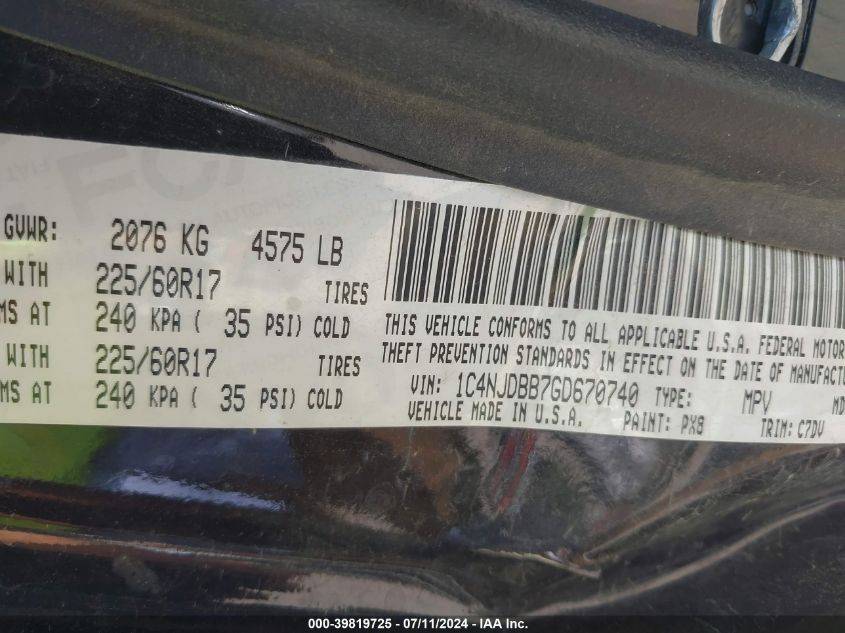 GVWR: 2076 KG 4575 LB
WITH 225/60R17 TIRES
MS AT 240 KPA ( 35 PSI) COLD
WITH 225/60R17 TIRES
MS AT 240 KPA ( 35 PSI) COLD
THIS VEHICLE CONFORMS TO ALL APPLICABLE U.S.A. FEDERAL MOTOR
THEFT PREVENTION STANDARDS IN EFFECT ON THE DATE OF MANUFACTU
VIN: 1C4NJDBB7GD670740 TYPE: MPV MD
VEHICLE MADE IN U.S.A. PAINT: PX8 TRIM: C7DV
000-39819725 - 07/11/2024 - IAA Inc.